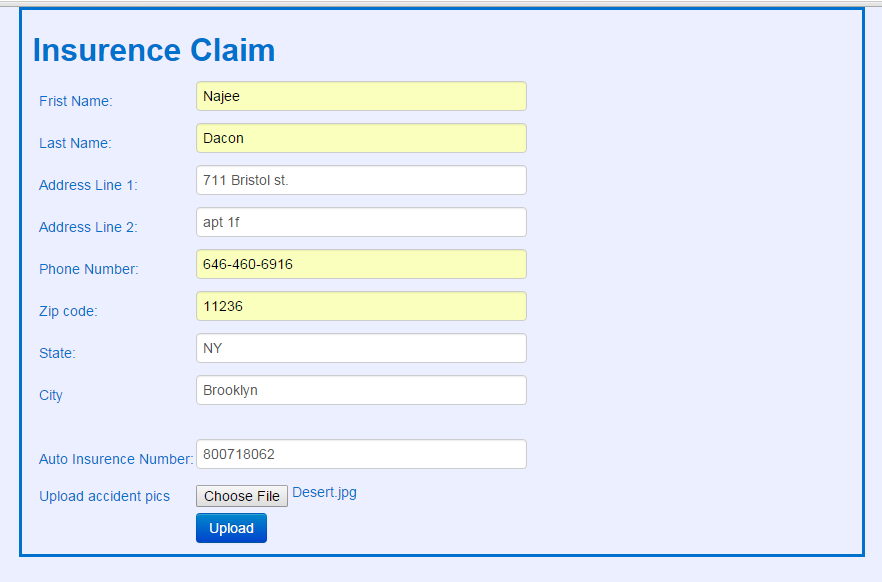 Insurence Claim
Frist Name: Najee
Last Name: Dacon
Address Line 1: 711 Bristol st.
Address Line 2: apt 1f
Phone Number: 646-460-6916
Zip code: 11236
State: NY
City Brooklyn
Auto Insurence Number: 800718062
Upload accident pics Choose File Desert.jpg
Upload